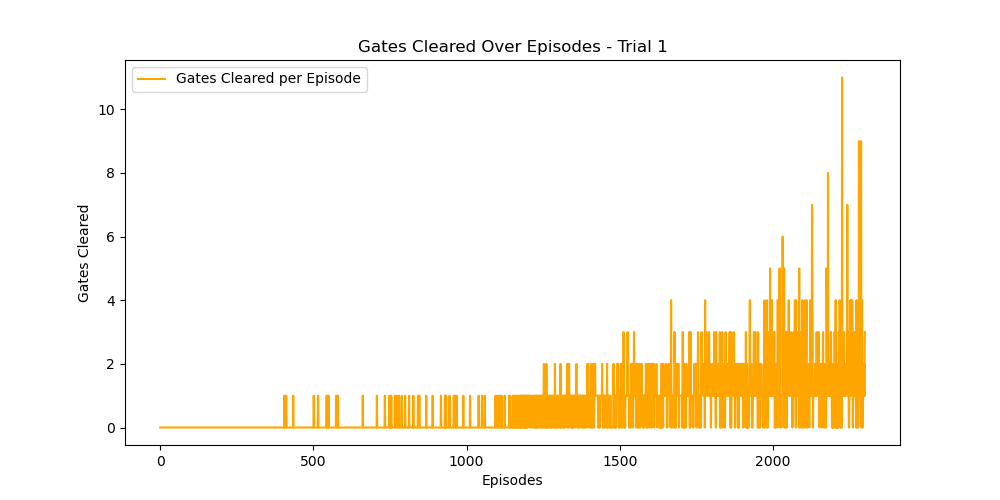 Gates Cleared Over Episodes - Trial 1
Gates Cleared per Episode
Gates Cleared
10
8
6
4
2
0
0 500 1000 1500 2000
Episodes